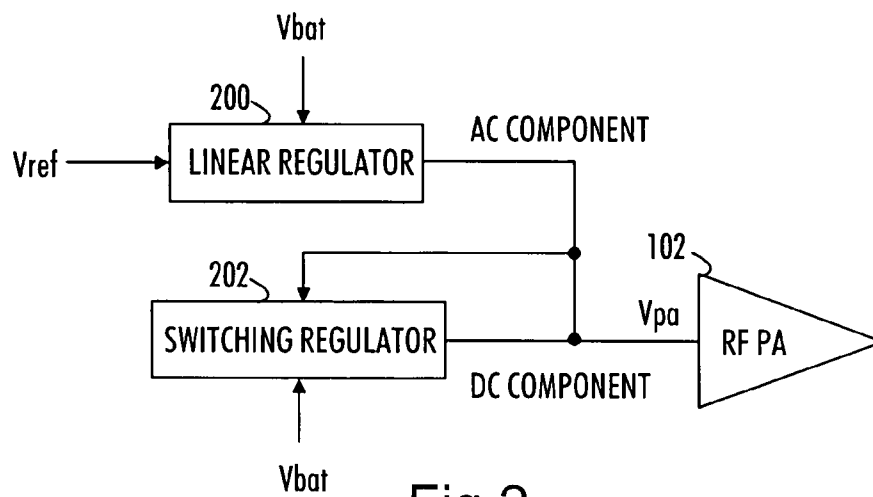 Vbat
200
AC COMPONENT
Vref
LINEAR REGULATOR
202
102
SWITCHING REGULATOR
Vpa
RF PA
DC COMPONENT
Vbat